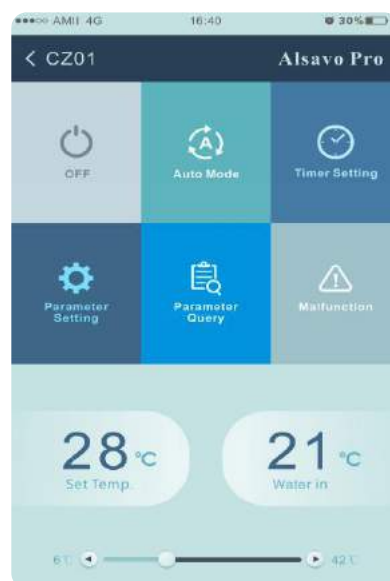 AMII 4G 16:40 30%
< CZ01 Alsavo Pro
A
OFF Auto Mode Timer Setting
Parameter Parameter Malfunction
Setting Query
28 °C 21 °C
Set Temp. Water in
6℃ 42℃